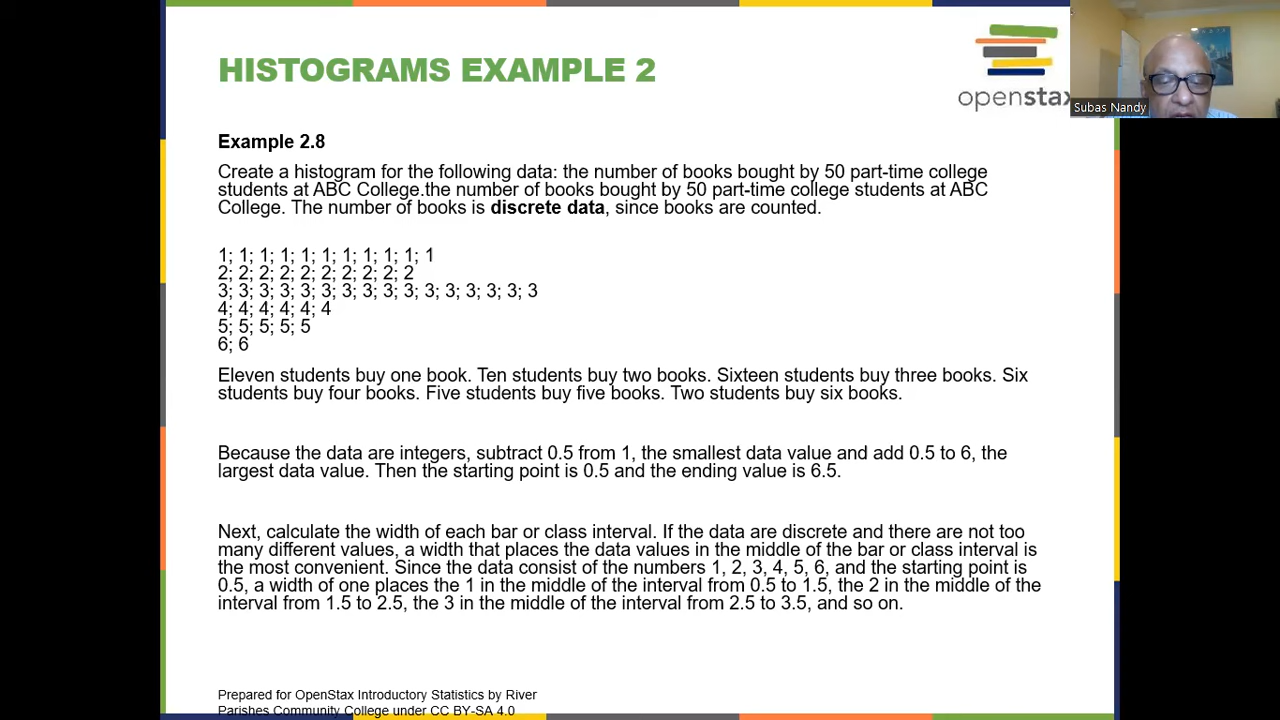 HISTOGRAMS EXAMPLE 2
openstax
Subas Nandy
Example 2.8
Create a histogram for the following data: the number of books bought by 50 part-time college
students at ABC College.the number of books bought by 50 part-time college students at ABC
College. The number of books is discrete data, since books are counted.
1; 1; 1; 1; 1; 1; 1; 1; 1; 1; 1
2; 2; 2; 2; 2; 2; 2; 2; 2; 2
3; 3; 3; 3; 3; 3; 3; 3; 3; 3; 3; 3; 3; 3; 3; 3
4; 4; 4; 4; 4; 4
5; 5; 5; 5; 5
6; 6
Eleven students buy one book. Ten students buy two books. Sixteen students buy three books. Six
students buy four books. Five students buy five books. Two students buy six books.
Because the data are integers, subtract 0.5 from 1, the smallest data value and add 0.5 to 6, the
largest data value. Then the starting point is 0.5 and the ending value is 6.5.
Next, calculate the width of each bar or class interval. If the data are discrete and there are not too
many different values, a width that places the data values in the middle of the bar or class interval is
the most convenient. Since the data consist of the numbers 1, 2, 3, 4, 5, 6, and the starting point is
0.5, a width of one places the 1 in the middle of the interval from 0.5 to 1.5, the 2 in the middle of the
interval from 1.5 to 2.5, the 3 in the middle of the interval from 2.5 to 3.5, and so on.
Prepared for OpenStax Introductory Statistics by River
Parishes Community College under CC BY-SA 4.0